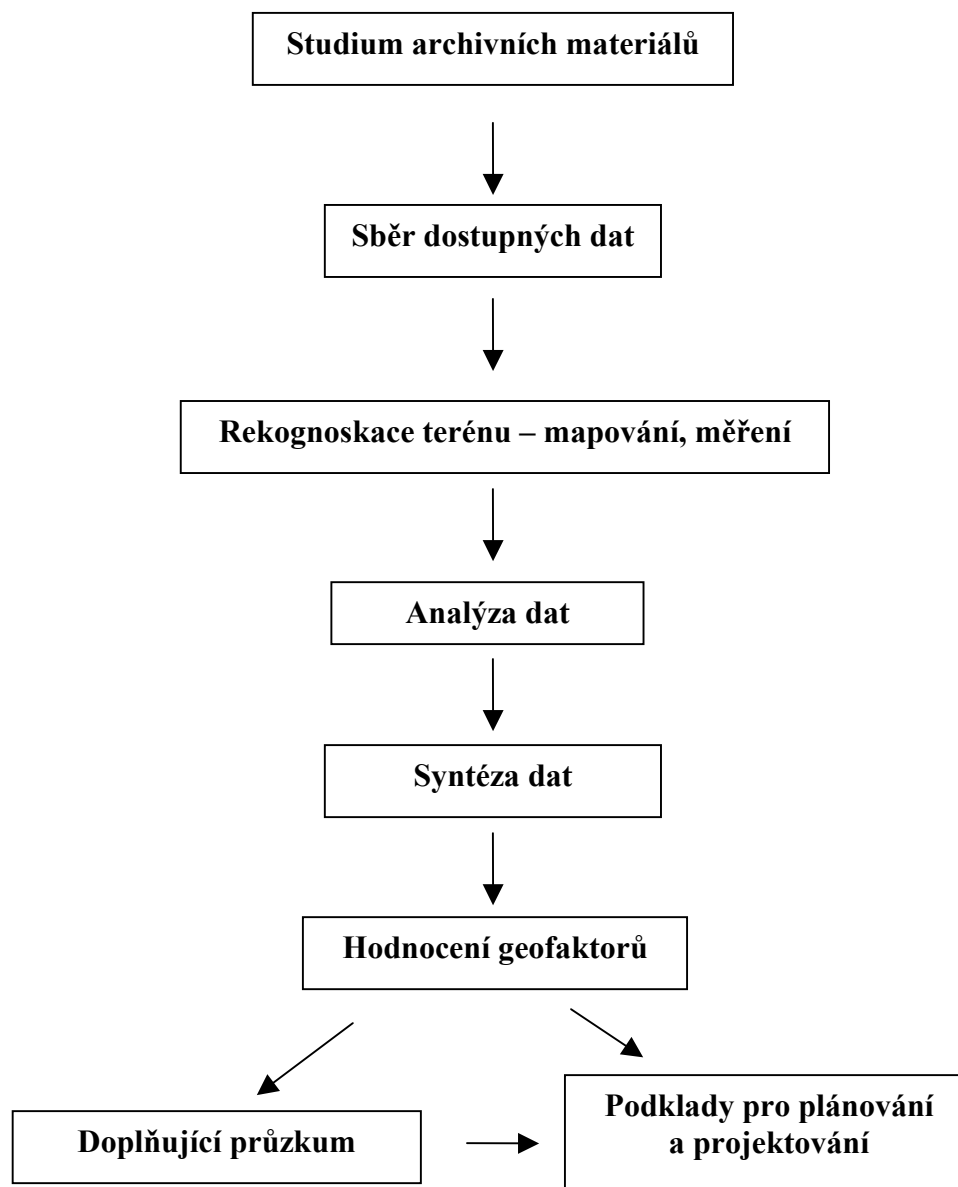 Studium archivních materiálů
Sběr dostupných dat
Rekognoskace terénu – mapování, měření
Analýza dat
Syntéza dat
Hodnocení geofaktorů
Doplňující průzkum
Podklady pro plánování
a projektování